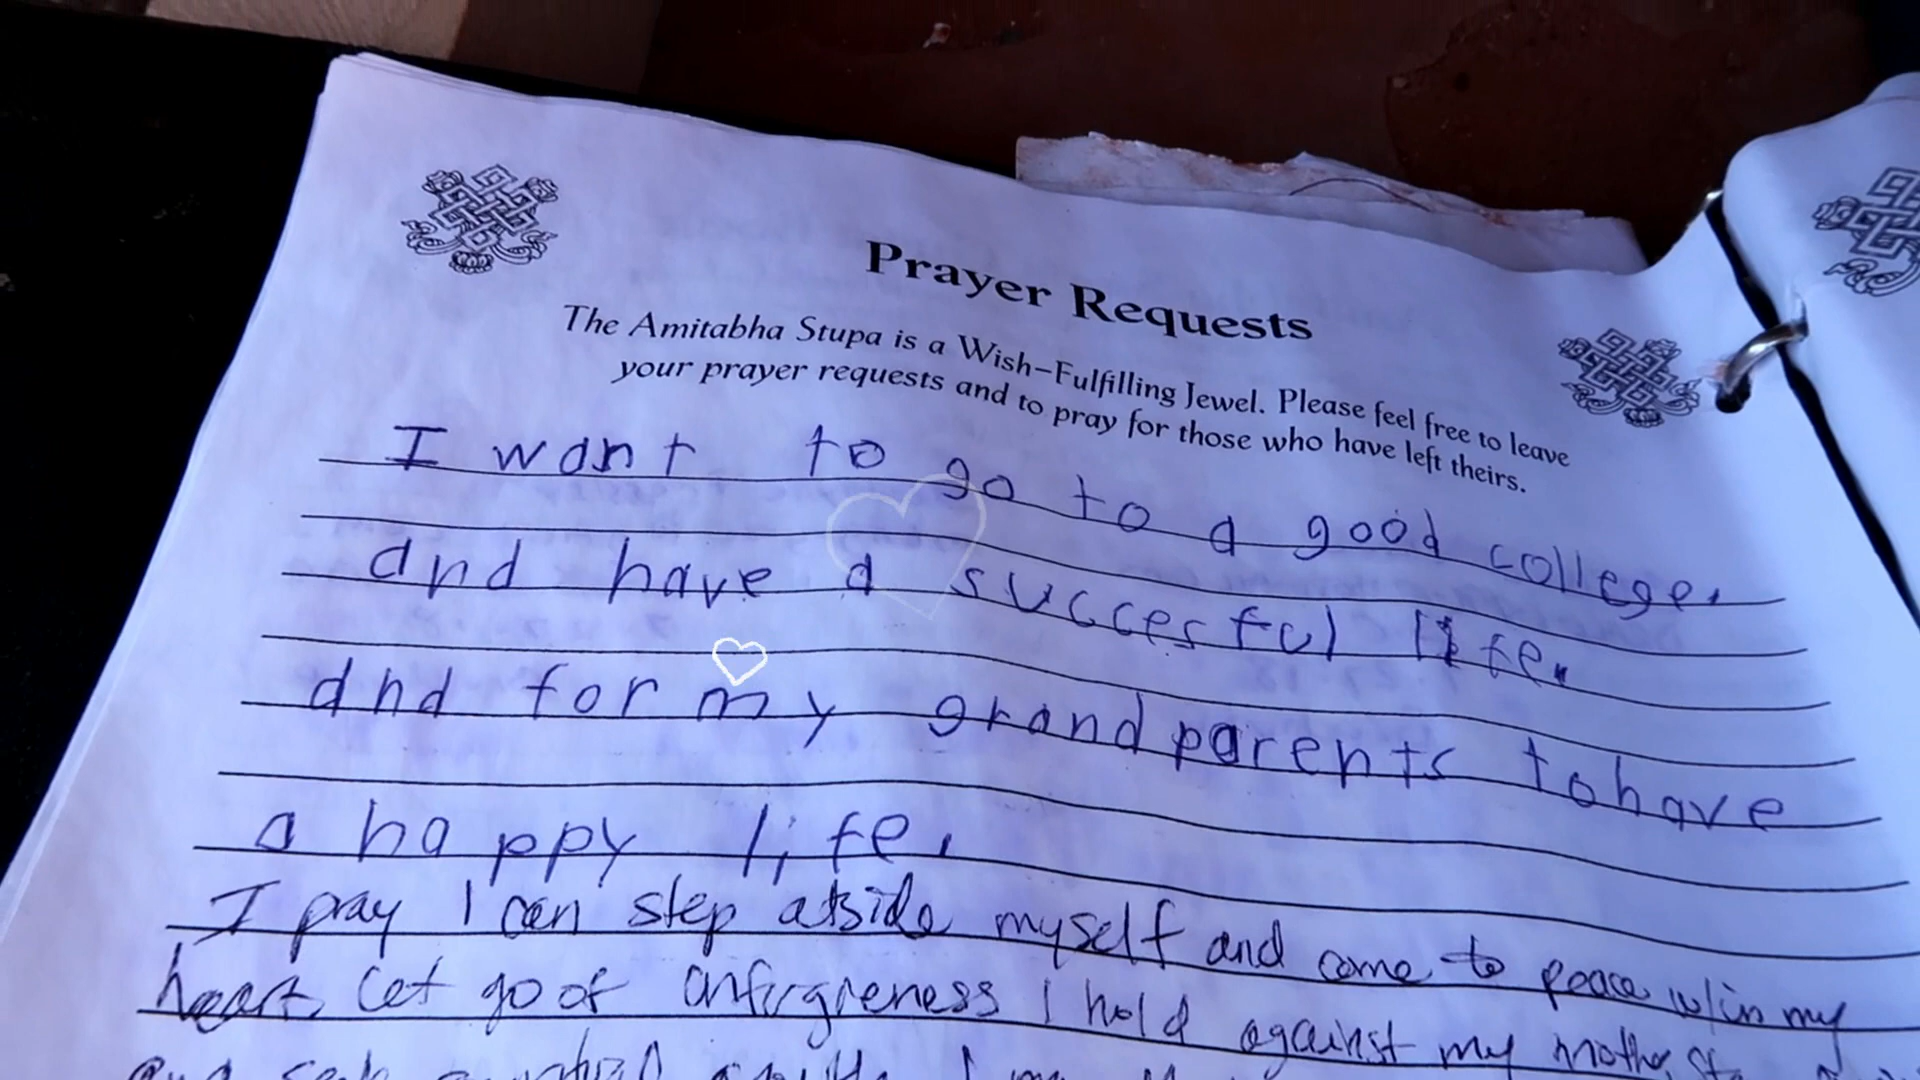 Prayer Requests
The Amitabha Stupa is a Wish-Fulfilling Jewel. Please feel free to leave
your prayer requests and to pray for those who have left theirs.
I want to go to a good college.
and have a succesful life.
and for my grandparents to have
a happy life.
I pray I can step atside myself and come to peace w/in my
heart. Let go of unfirgreness I hold against my mother,
and